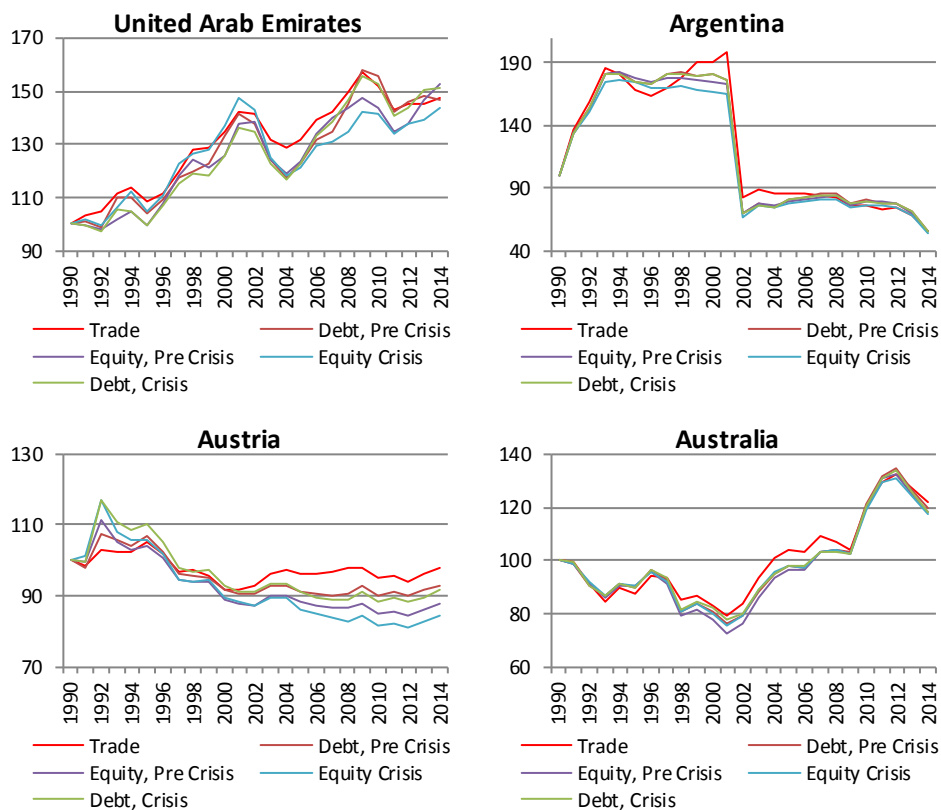 United Arab Emirates
170
150
130
110
90
1990 1992 1994 1996 1998 2000 2002 2004 2006 2008 2010 2012 2014
Trade Debt, Pre Crisis
Equity, Pre Crisis Equity Crisis
Debt, Crisis
Argentina
190
140
90
40
1990 1992 1994 1996 1998 2000 2002 2004 2006 2008 2010 2012 2014
Trade Debt, Pre Crisis
Equity, Pre Crisis Equity Crisis
Debt, Crisis
Austria
130
110
90
70
1990 1992 1994 1996 1998 2000 2002 2004 2006 2008 2010 2012 2014
Trade Debt, Pre Crisis
Equity, Pre Crisis Equity Crisis
Debt, Crisis
Australia
140
120
100
80
60
1990 1992 1994 1996 1998 2000 2002 2004 2006 2008 2010 2012 2014
Trade Debt, Pre Crisis
Equity, Pre Crisis Equity Crisis
Debt, Crisis